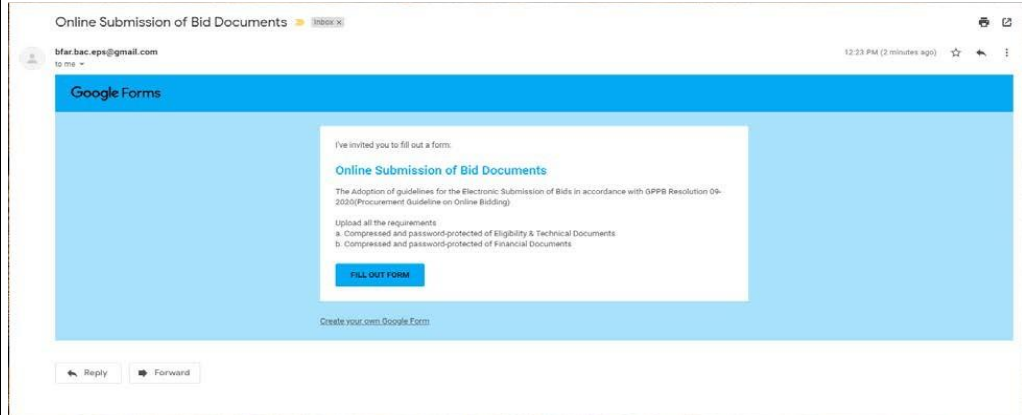 Online Submission of Bid Documents Inbox x
bfar.bac.eps@gmail.com 12:23 PM (2 minutes ago)
to me
Google Forms
I've invited you to fill out a form:
Online Submission of Bid Documents
The Adoption of guidelines for the Electronic Submission of Bids in accordance with GPPB Resolution 09-
2020(Procurement Guideline on Online Bidding)
Upload all the requirements
a. Compressed and password-protected of Eligibility & Technical Documents
b. Compressed and password-protected of Financial Documents
FILL OUT FORM
Create your own Google Form
Reply Forward